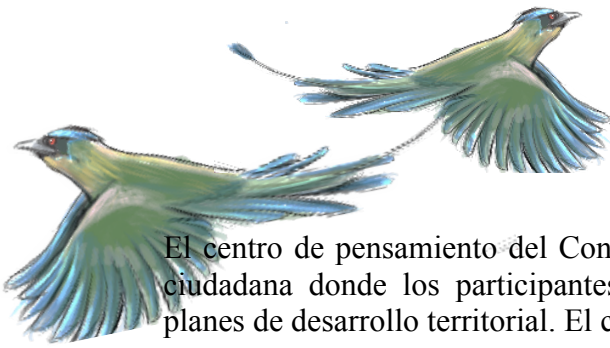 El centro de pensamiento del Con
ciudadana donde los participantes
planes de desarrollo territorial. El c